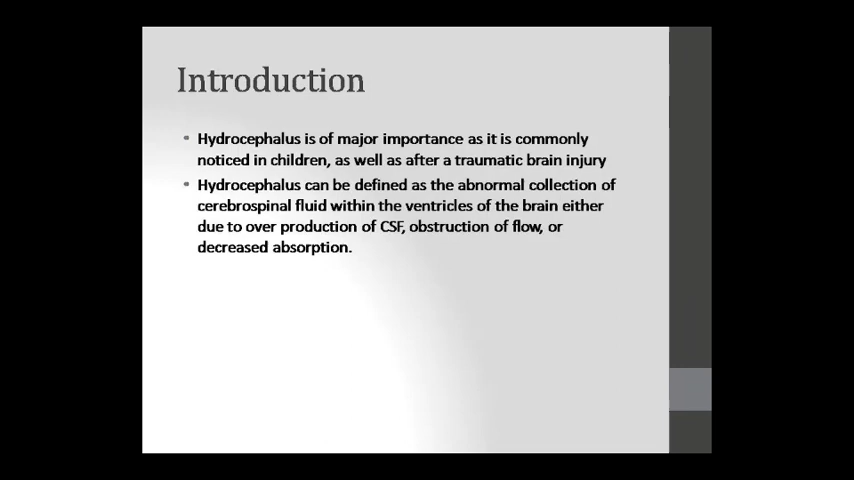 Introduction
• Hydrocephalus is of major importance as it is commonly
noticed in children, as well as after a traumatic brain injury
• Hydrocephalus can be defined as the abnormal collection of
cerebrospinal fluid within the ventricles of the brain either
due to over production of CSF, obstruction of flow, or
decreased absorption.